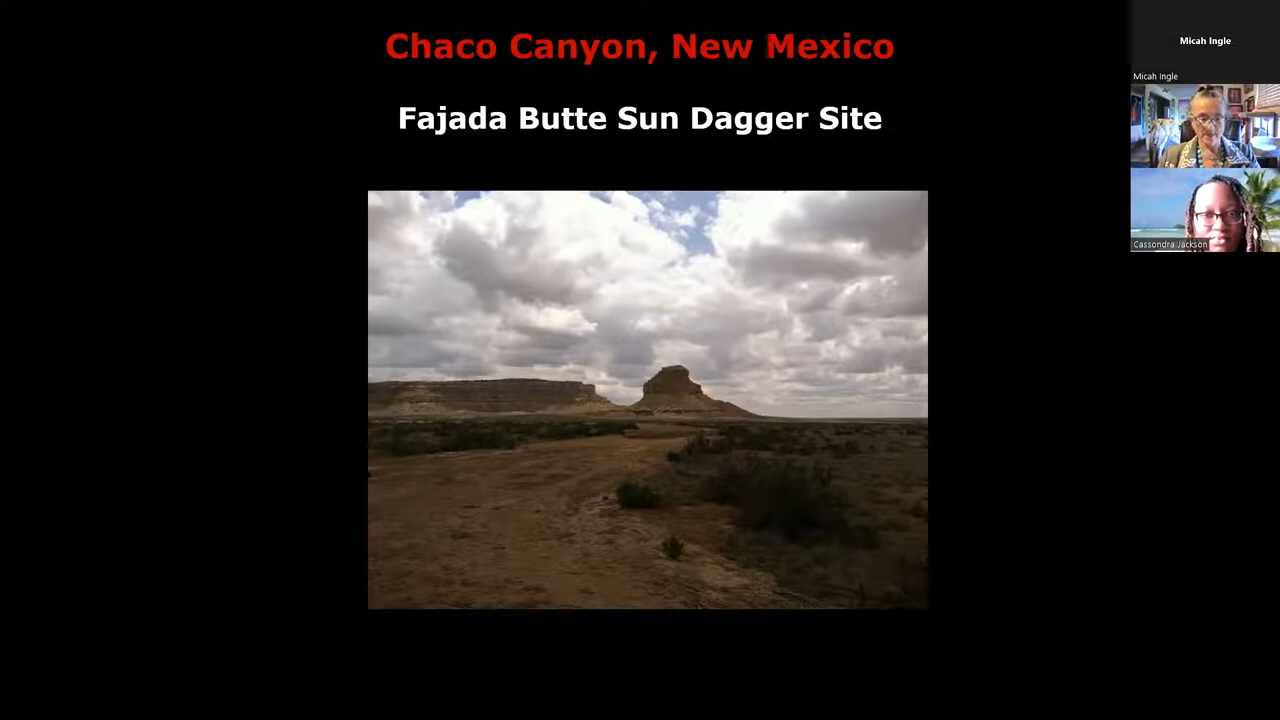 Chaco Canyon, New Mexico
Fajada Butte Sun Dagger Site
Micah Ingle
Micah Ingle
Cassondra Jackson